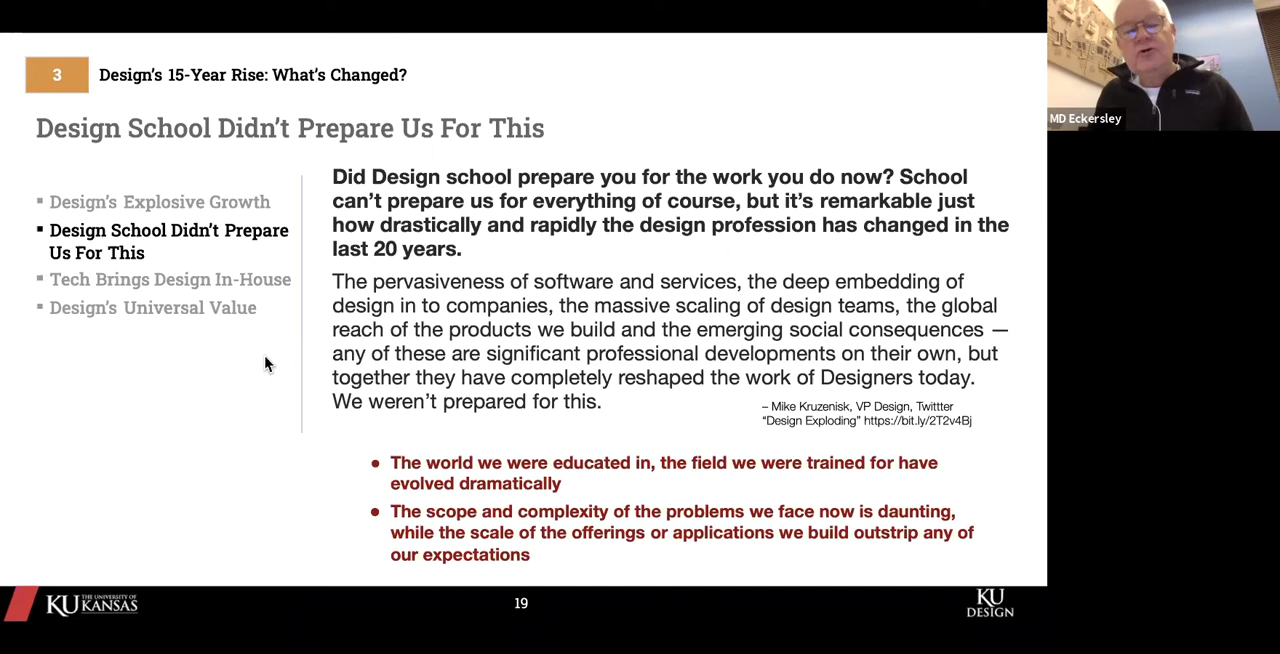 3
Design's 15-Year Rise: What's Changed?
Design School Didn't Prepare Us For This
▪ Design's Explosive Growth
▪ Design School Didn't Prepare
Us For This
▪ Tech Brings Design In-House
▪ Design's Universal Value
Did Design school prepare you for the work you do now? School
can't prepare us for everything of course, but it's remarkable just
how drastically and rapidly the design profession has changed in the
last 20 years.
The pervasiveness of software and services, the deep embedding of
design in to companies, the massive scaling of design teams, the global
reach of the products we build and the emerging social consequences —
any of these are significant professional developments on their own, but
together they have completely reshaped the work of Designers today.
We weren't prepared for this.
– Mike Kruzenisk, VP Design, Twittter
“Design Exploding” https://bit.ly/2T2v4Bj
• The world we were educated in, the field we were trained for have
evolved dramatically
• The scope and complexity of the problems we face now is daunting,
while the scale of the offerings or applications we build outstrip any of
our expectations
MD Eckersley
KU THE UNIVERSITY OF
KANSAS
19
KU
DESIGN